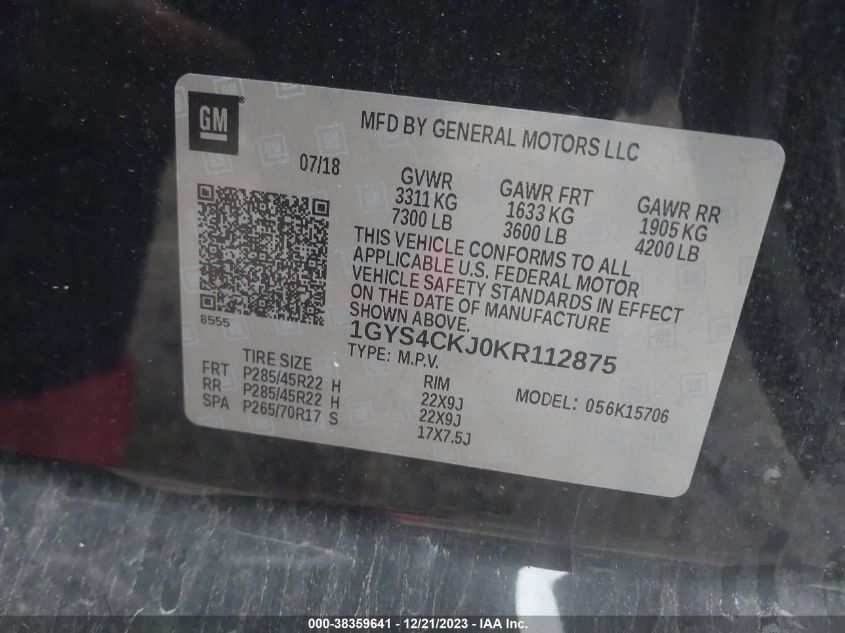 GM
MFD BY GENERAL MOTORS LLC
07/18
GVWR
3311 KG
7300 LB
GAWR FRT
1633 KG
3600 LB
GAWR RR
1905 KG
4200 LB
THIS VEHICLE CONFORMS TO ALL
APPLICABLE U.S. FEDERAL MOTOR
VEHICLE SAFETY STANDARDS IN EFFECT
ON THE DATE OF MANUFACTURE
SHOWN ABOVE.
8555
1GYS4CKJ0KR112875
TYPE: M.P.V.
TIRE SIZE RIM
FRT P285/45R22 H 22X9J
RR P285/45R22 H 22X9J
SPA P265/70R17 S 17X7.5J
MODEL: 056K15706
000-38359641 - 12/21/2023 - IAA Inc.